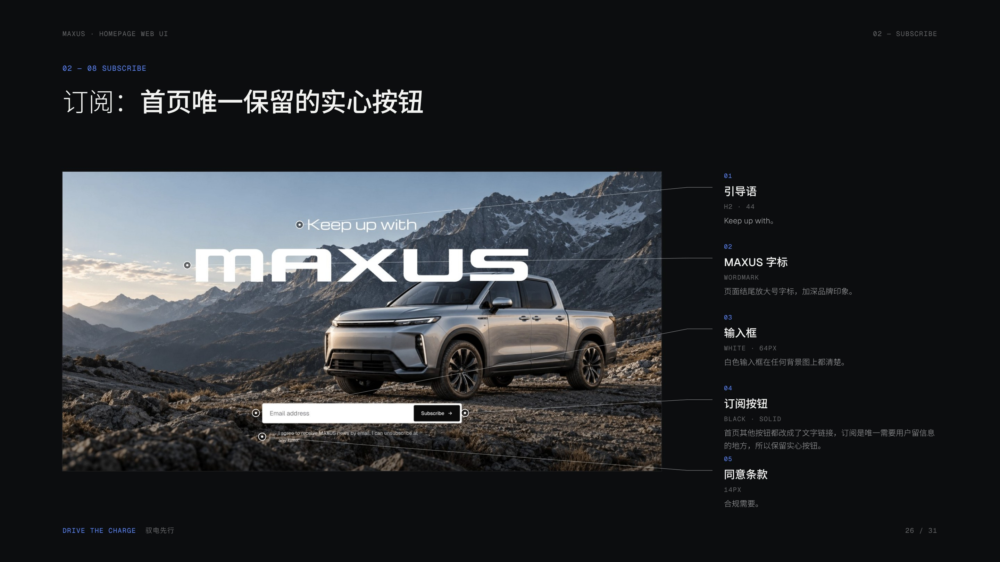 MAXUS · HOMEPAGE WEB UI
02 — SUBSCRIBE
02 — 08 SUBSCRIBE
订阅：首页唯一保留的实心按钮
Keep up with
MAXUS
Email address
Subscribe →
I agree to receive MAXUS news by email. I can unsubscribe at
any time.
01
引导语
H2 · 44
Keep up with。
02
MAXUS 字标
WORDMARK
页面结尾放大号字标，加深品牌印象。
03
输入框
WHITE · 64PX
白色输入框在任何背景图上都清楚。
04
订阅按钮
BLACK · SOLID
首页其他按钮都改成了文字链接，订阅是唯一需要用户留信息
的地方，所以保留实心按钮。
05
同意条款
14PX
合规需要。
DRIVE THE CHARGE 驭电先行
26 / 31